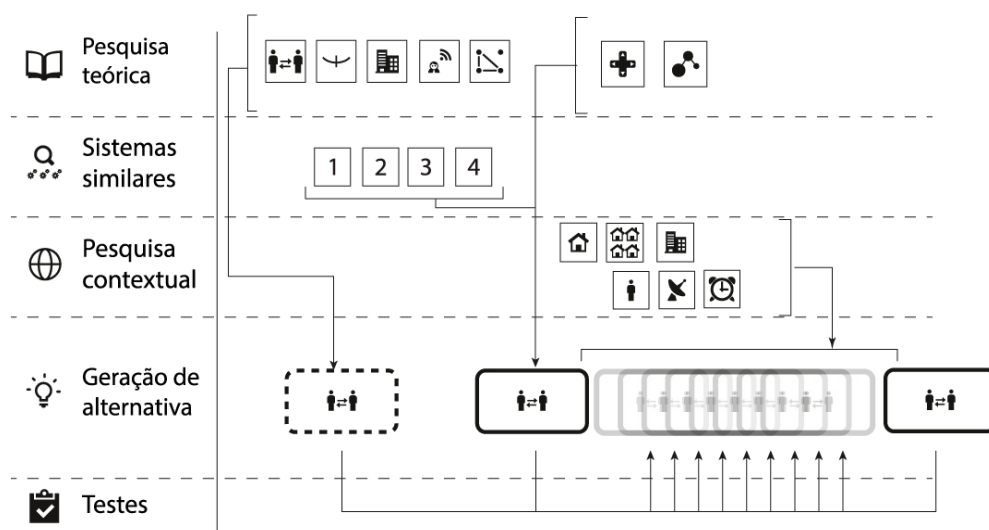 Pesquisa
teórica
Sistemas
similares
1 2 3 4
Pesquisa
contextual
Geração de
alternativa
Testes